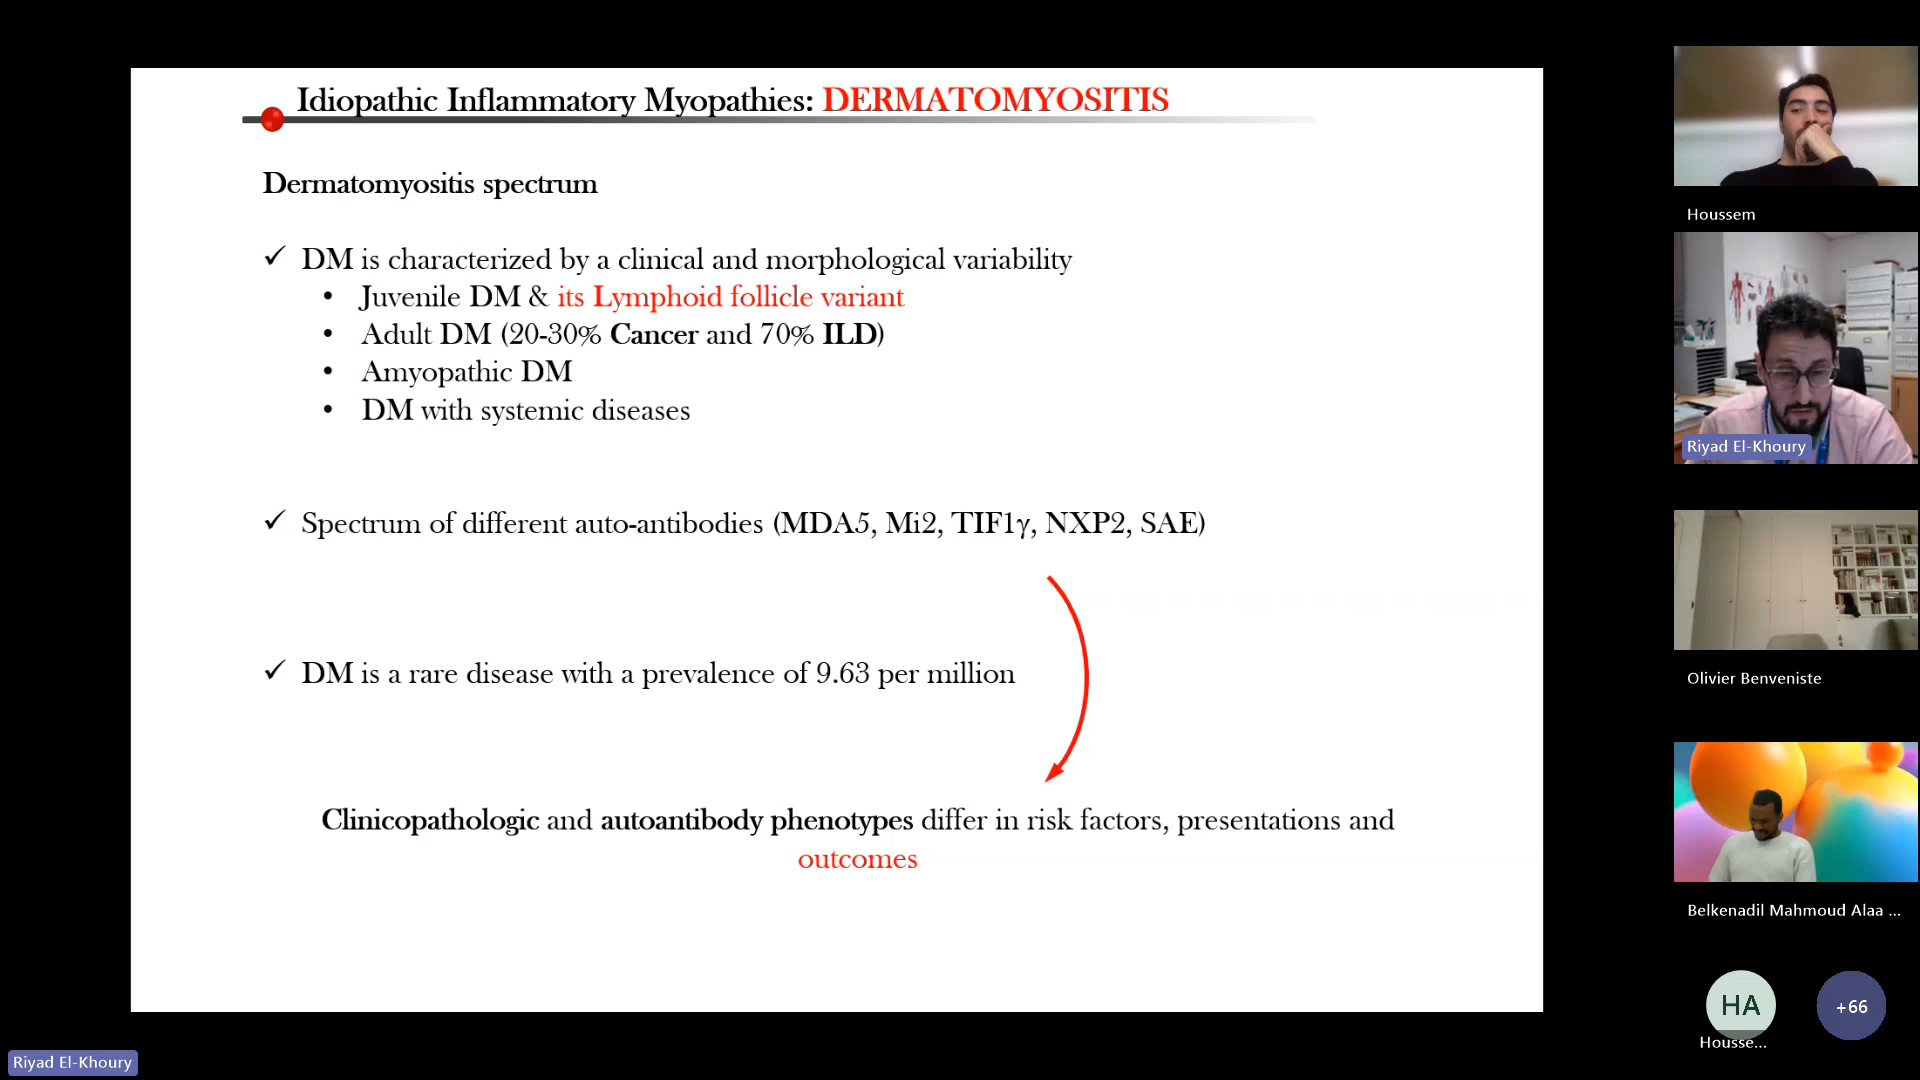 Idiopathic Inflammatory Myopathies: DERMATOMYOSITIS
Dermatomyositis spectrum
✓ DM is characterized by a clinical and morphological variability
• Juvenile DM & its Lymphoid follicle variant
• Adult DM (20-30% Cancer and 70% ILD)
• Amyopathic DM
• DM with systemic diseases
✓ Spectrum of different auto-antibodies (MDA5, Mi2, TIF1γ, NXP2, SAE)
✓ DM is a rare disease with a prevalence of 9.63 per million
Clinicopathologic and autoantibody phenotypes differ in risk factors, presentations and
outcomes
Houssem
Riyad El-Khoury
Olivier Benveniste
Belkenadil Mahmoud Alaa ...
HA
+66
Housse...
Riyad El-Khoury